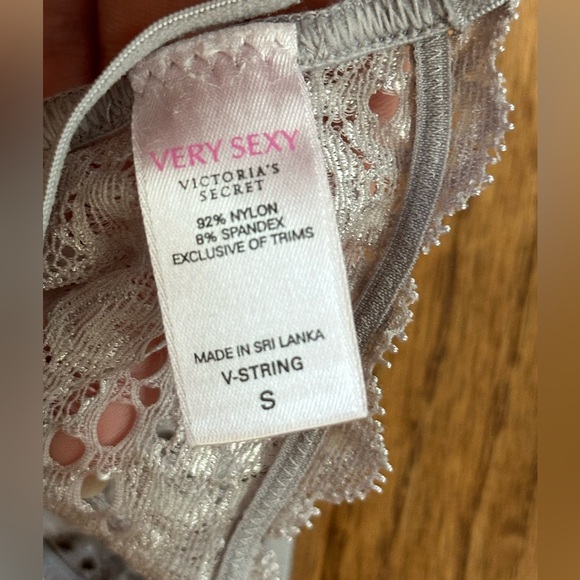 VERY SEXY
VICTORIA'S
SECRET
92% NYLON
8% SPANDEX
EXCLUSIVE OF TRIMS
MADE IN SRI LANKA
V-STRING
S